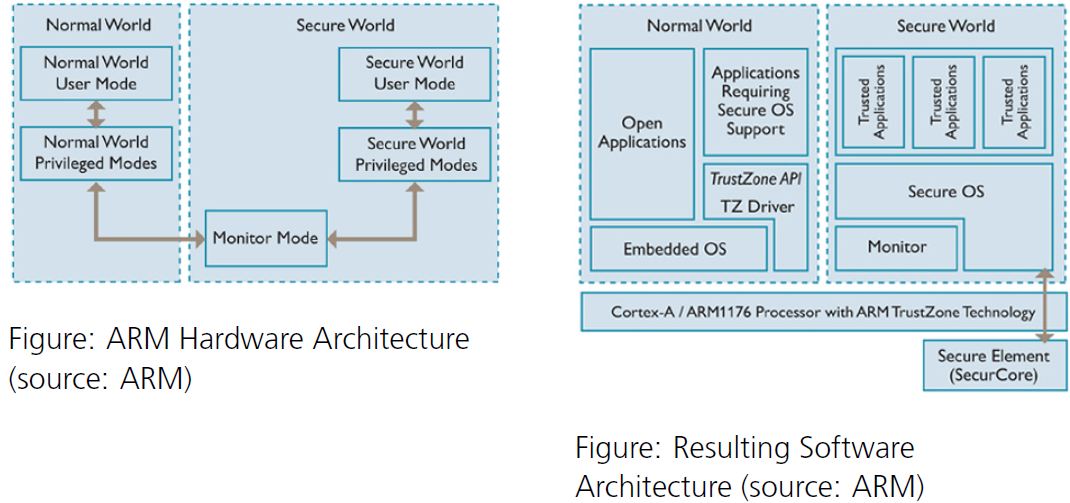 Normal World
Secure World
Normal World
User Mode
Secure World
User Mode
Normal World
Privileged Modes
Secure World
Privileged Modes
Monitor Mode
Figure: ARM Hardware Architecture
(source: ARM)
Normal World
Secure World
Open
Applications
Applications
Requiring
Secure OS
Support
TrustZone API
TZ Driver
Embedded OS
Trusted
Applications
Trusted
Applications
Trusted
Applications
Secure OS
Monitor
Cortex-A / ARM1176 Processor with ARM TrustZone Technology
Secure Element
(SecurCore)
Figure: Resulting Software
Architecture (source: ARM)